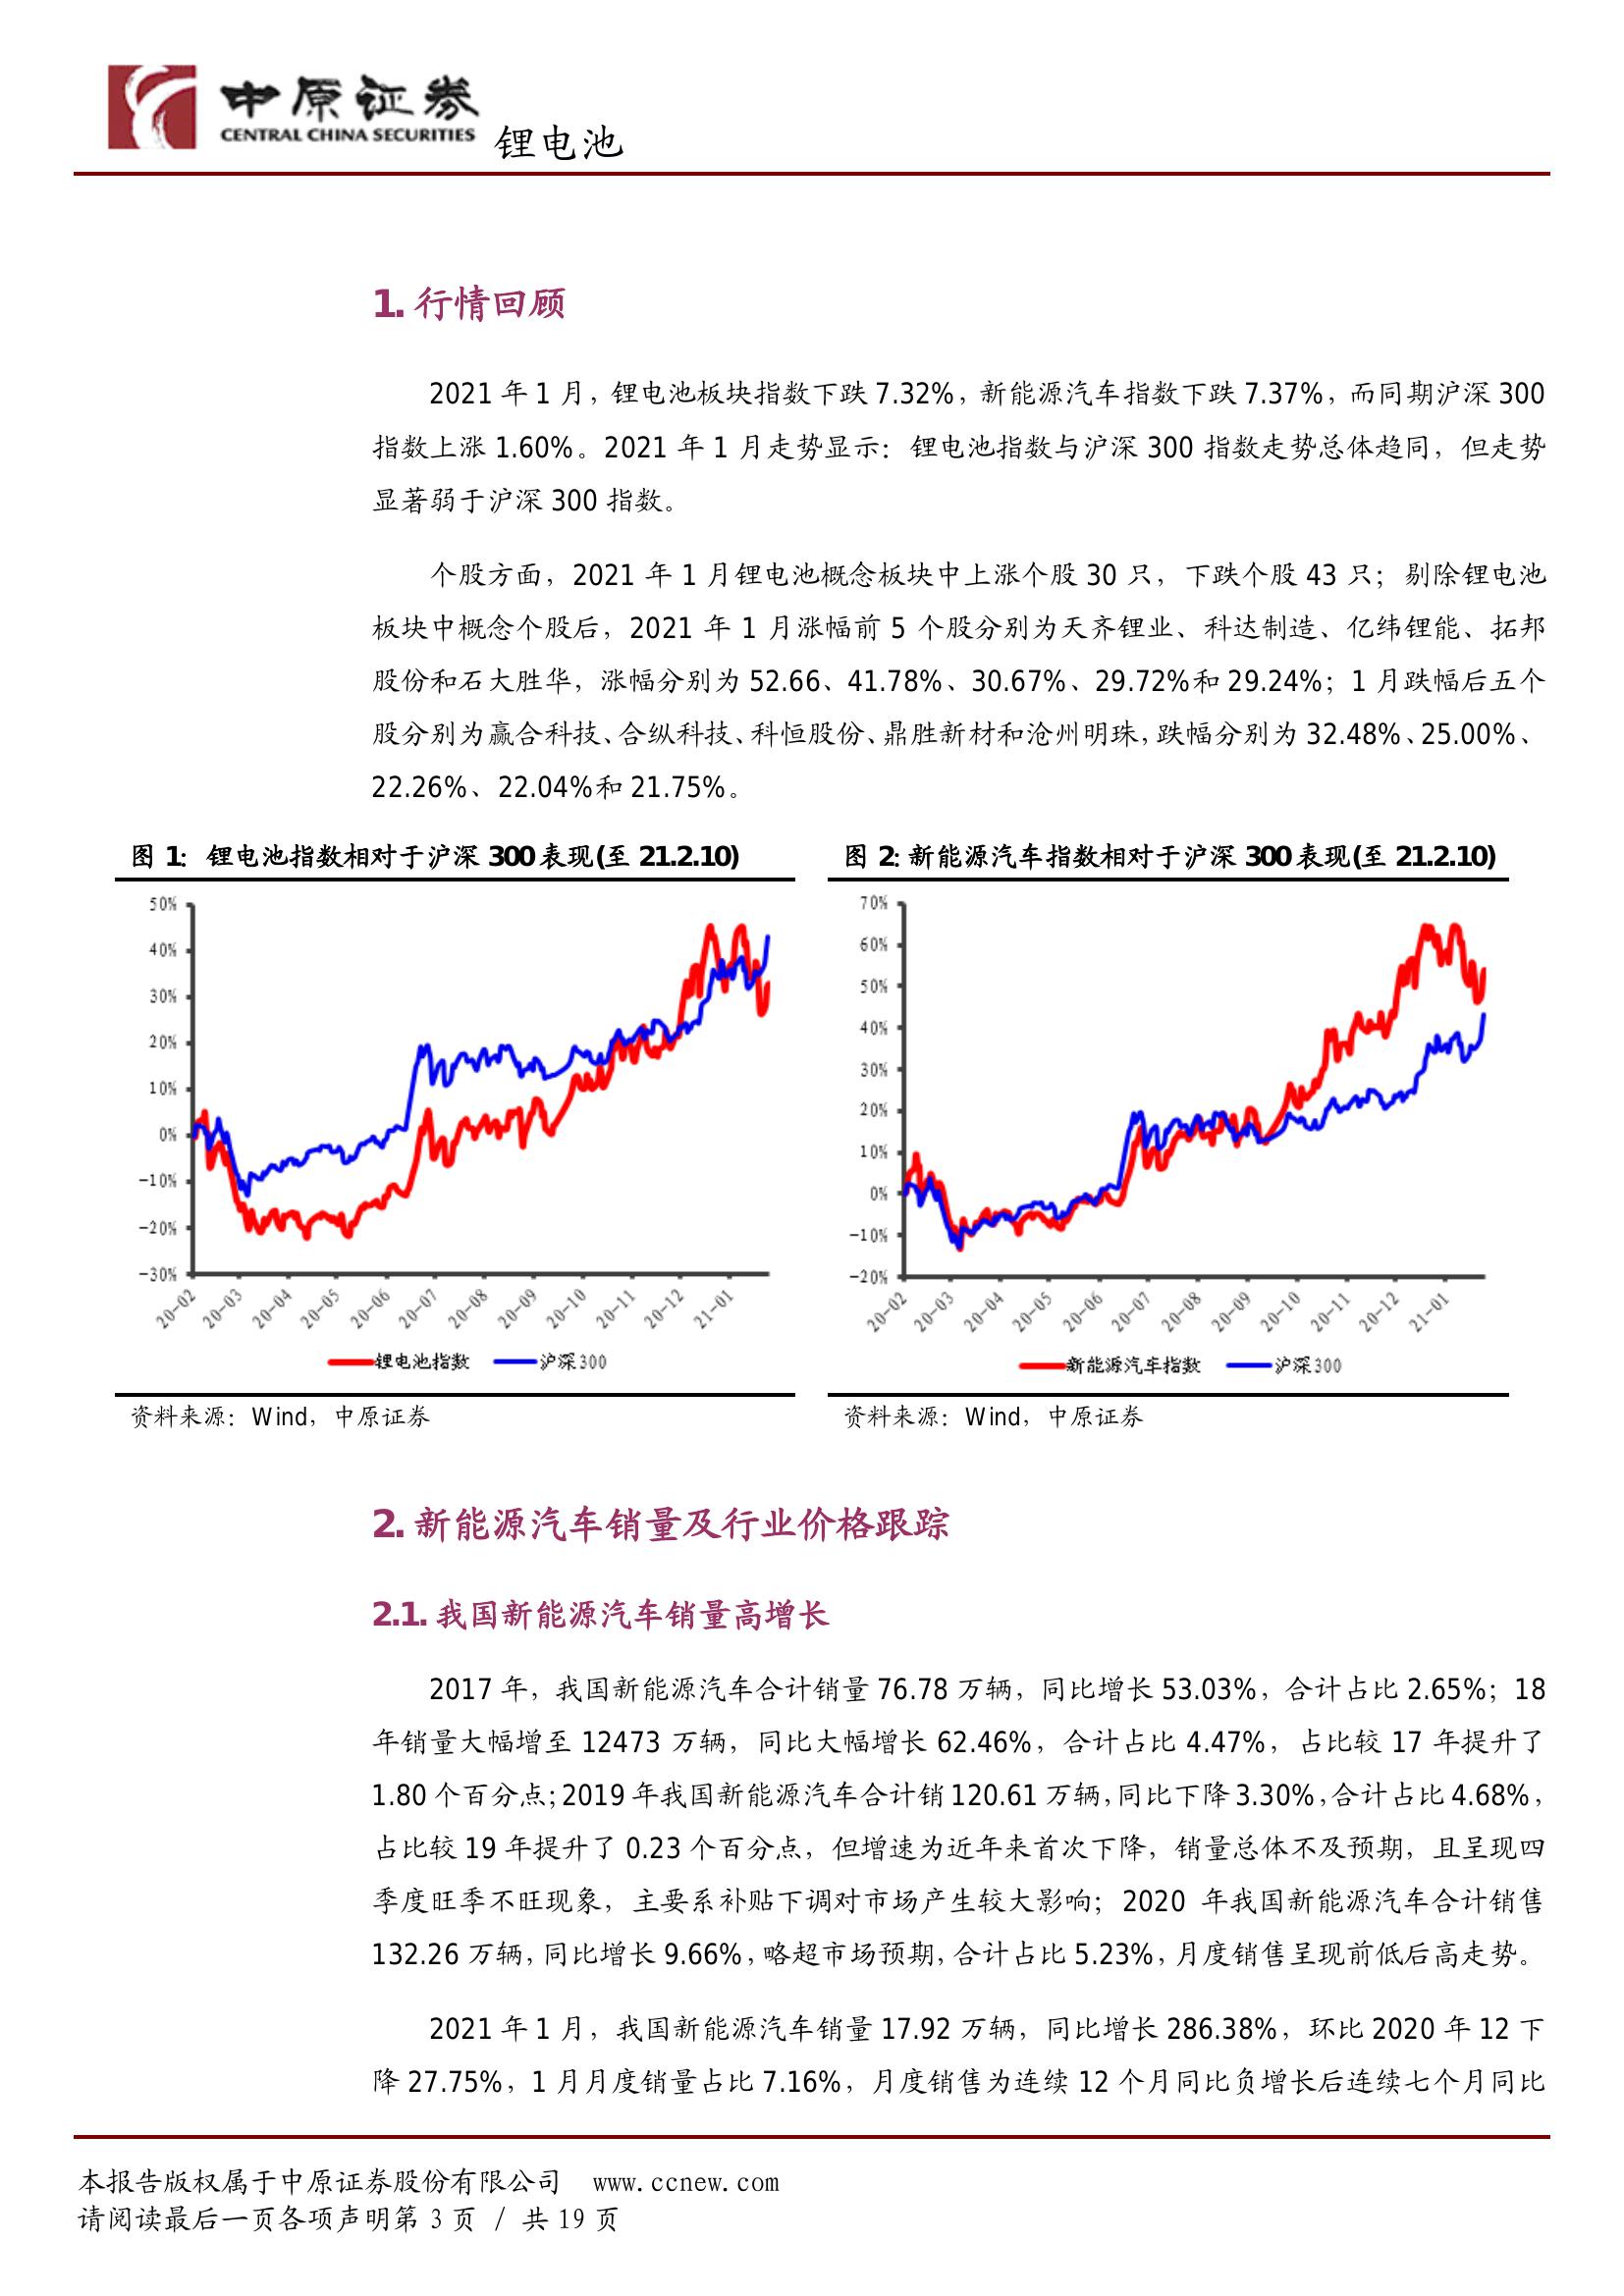 中原证券
CENTRAL CHINA SECURITIES
锂电池
1. 行情回顾
2021 年 1 月，锂电池板块指数下跌 7.32%，新能源汽车指数下跌 7.37%，而同期沪深 300
指数上涨 1.60%。2021 年 1 月走势显示：锂电池指数与沪深 300 指数走势总体趋同，但走势
显著弱于沪深 300 指数。
个股方面，2021 年 1 月锂电池概念板块中上涨个股 30 只，下跌个股 43 只；剔除锂电池
板块中概念个股后，2021 年 1 月涨幅前 5 个股分别为天齐锂业、科达制造、亿纬锂能、拓邦
股份和石大胜华，涨幅分别为 52.66、41.78%、30.67%、29.72%和 29.24%；1 月跌幅后五个
股分别为赢合科技、合纵科技、科恒股份、鼎胜新材和沧州明珠，跌幅分别为 32.48%、25.00%、
22.26%、22.04%和 21.75%。
图 1：锂电池指数相对于沪深 300 表现(至 21.2.10)
50%
40%
30%
20%
10%
0%
-10%
-20%
-30%
20-02 20-03 20-04 20-05 20-06 20-07 20-08 20-09 20-10 20-11 20-12 21-01
锂电池指数 沪深300
资料来源：Wind，中原证券
图 2：新能源汽车指数相对于沪深 300 表现(至 21.2.10)
70%
60%
50%
40%
30%
20%
10%
0%
-10%
-20%
20-02 20-03 20-04 20-05 20-06 20-07 20-08 20-09 20-10 20-11 20-12 21-01
新能源汽车指数 沪深300
资料来源：Wind，中原证券
2. 新能源汽车销量及行业价格跟踪
2.1. 我国新能源汽车销量高增长
2017 年，我国新能源汽车合计销量 76.78 万辆，同比增长 53.03%，合计占比 2.65%；18
年销量大幅增至 12473 万辆，同比大幅增长 62.46%，合计占比 4.47%，占比较 17 年提升了
1.80 个百分点；2019 年我国新能源汽车合计销 120.61 万辆，同比下降 3.30%，合计占比 4.68%，
占比较 19 年提升了 0.23 个百分点，但增速为近年来首次下降，销量总体不及预期，且呈现四
季度旺季不旺现象，主要系补贴下调对市场产生较大影响；2020 年我国新能源汽车合计销售
132.26 万辆，同比增长 9.66%，略超市场预期，合计占比 5.23%，月度销售呈现前低后高走势。
2021 年 1 月，我国新能源汽车销量 17.92 万辆，同比增长 286.38%，环比 2020 年 12 下
降 27.75%，1 月月度销量占比 7.16%，月度销售为连续 12 个月同比负增长后连续七个月同比
本报告版权属于中原证券股份有限公司 www.ccnew.com
请阅读最后一页各项声明第 3 页 / 共 19 页